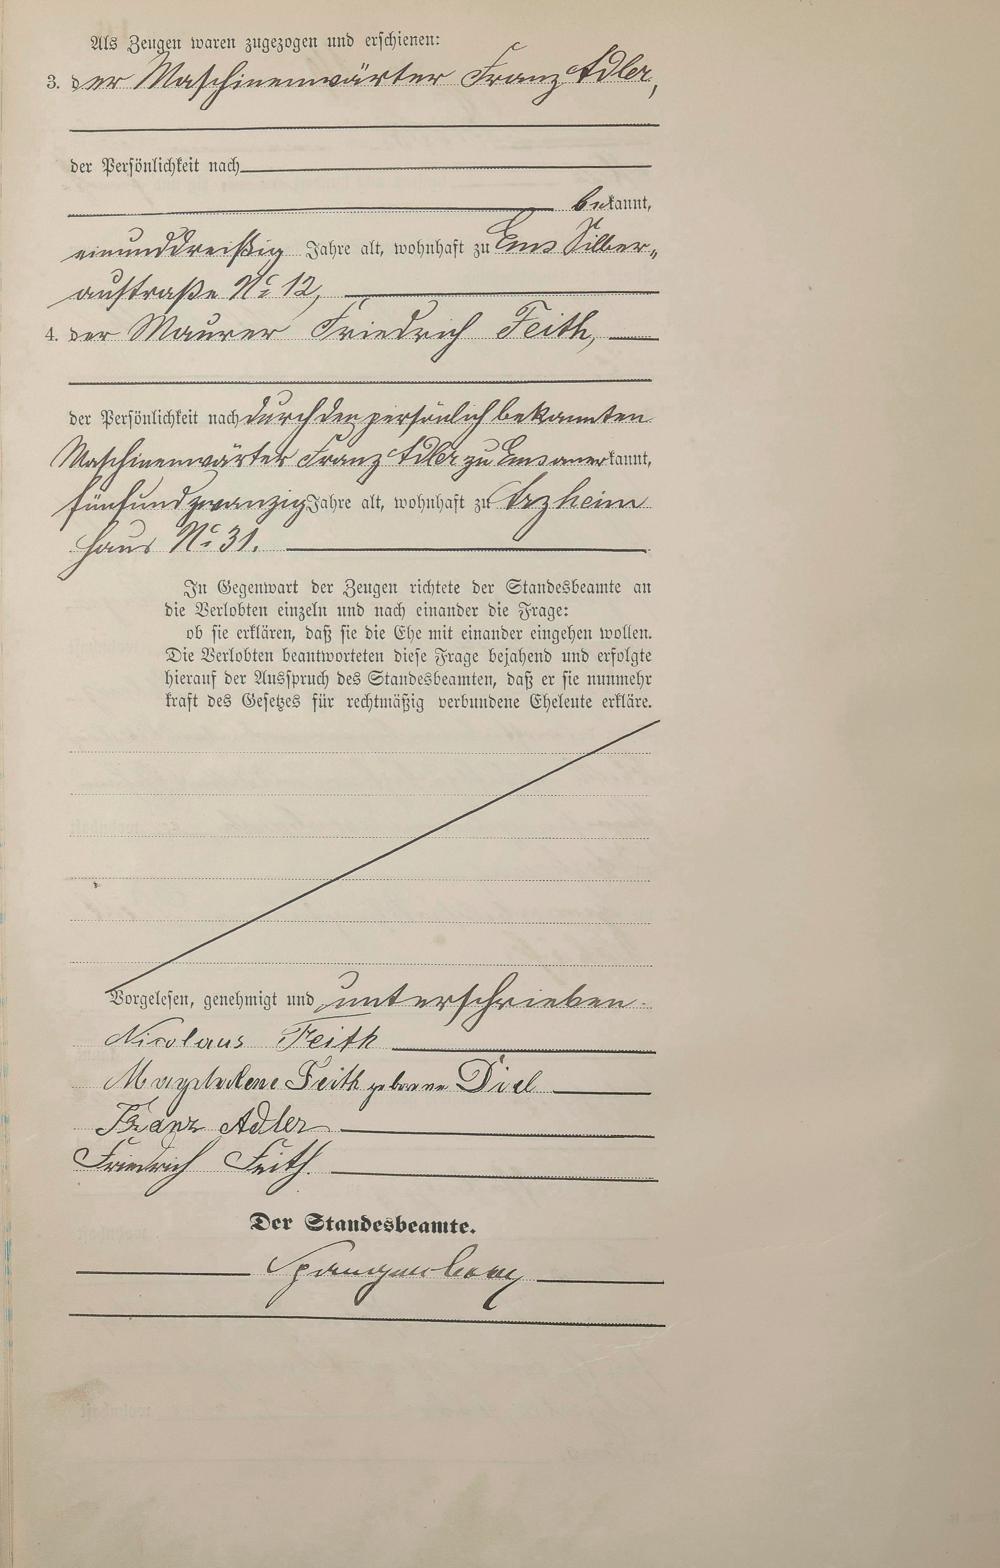 Als Zeugen waren zugezogen und erschienen:
3. der Maschinenwärter Franz Adler,
der Persönlichkeit nach
bekannt,
einunddreißig Jahre alt, wohnhaft zu Ems Silber-
austraße No 12,
4. der Maurer Friedrich Feith,
der Persönlichkeit nach durch den persönlich bekannten
Maschinenwärter Franz Adler zu Ems anerkannt,
fünfundzwanzig Jahre alt, wohnhaft zu Arzheim
Haus No 31.
In Gegenwart der Zeugen richtete der Standesbeamte an
die Verlobten einzeln und nach einander die Frage:
ob sie erklären, daß sie die Ehe mit einander eingehen wollen.
Die Verlobten beantworteten diese Frage bejahend und erfolgte
hierauf der Ausspruch des Standesbeamten, daß er sie nunmehr
kraft des Gesetzes für rechtmäßig verbundene Eheleute erkläre.
Vorgelesen, genehmigt und unterschrieben.
Nicolaus Feith
Magdalene Feith geborene Diel
Franz Adler
Friedrich Feith.
Der Standesbeamte.
Spangenberg